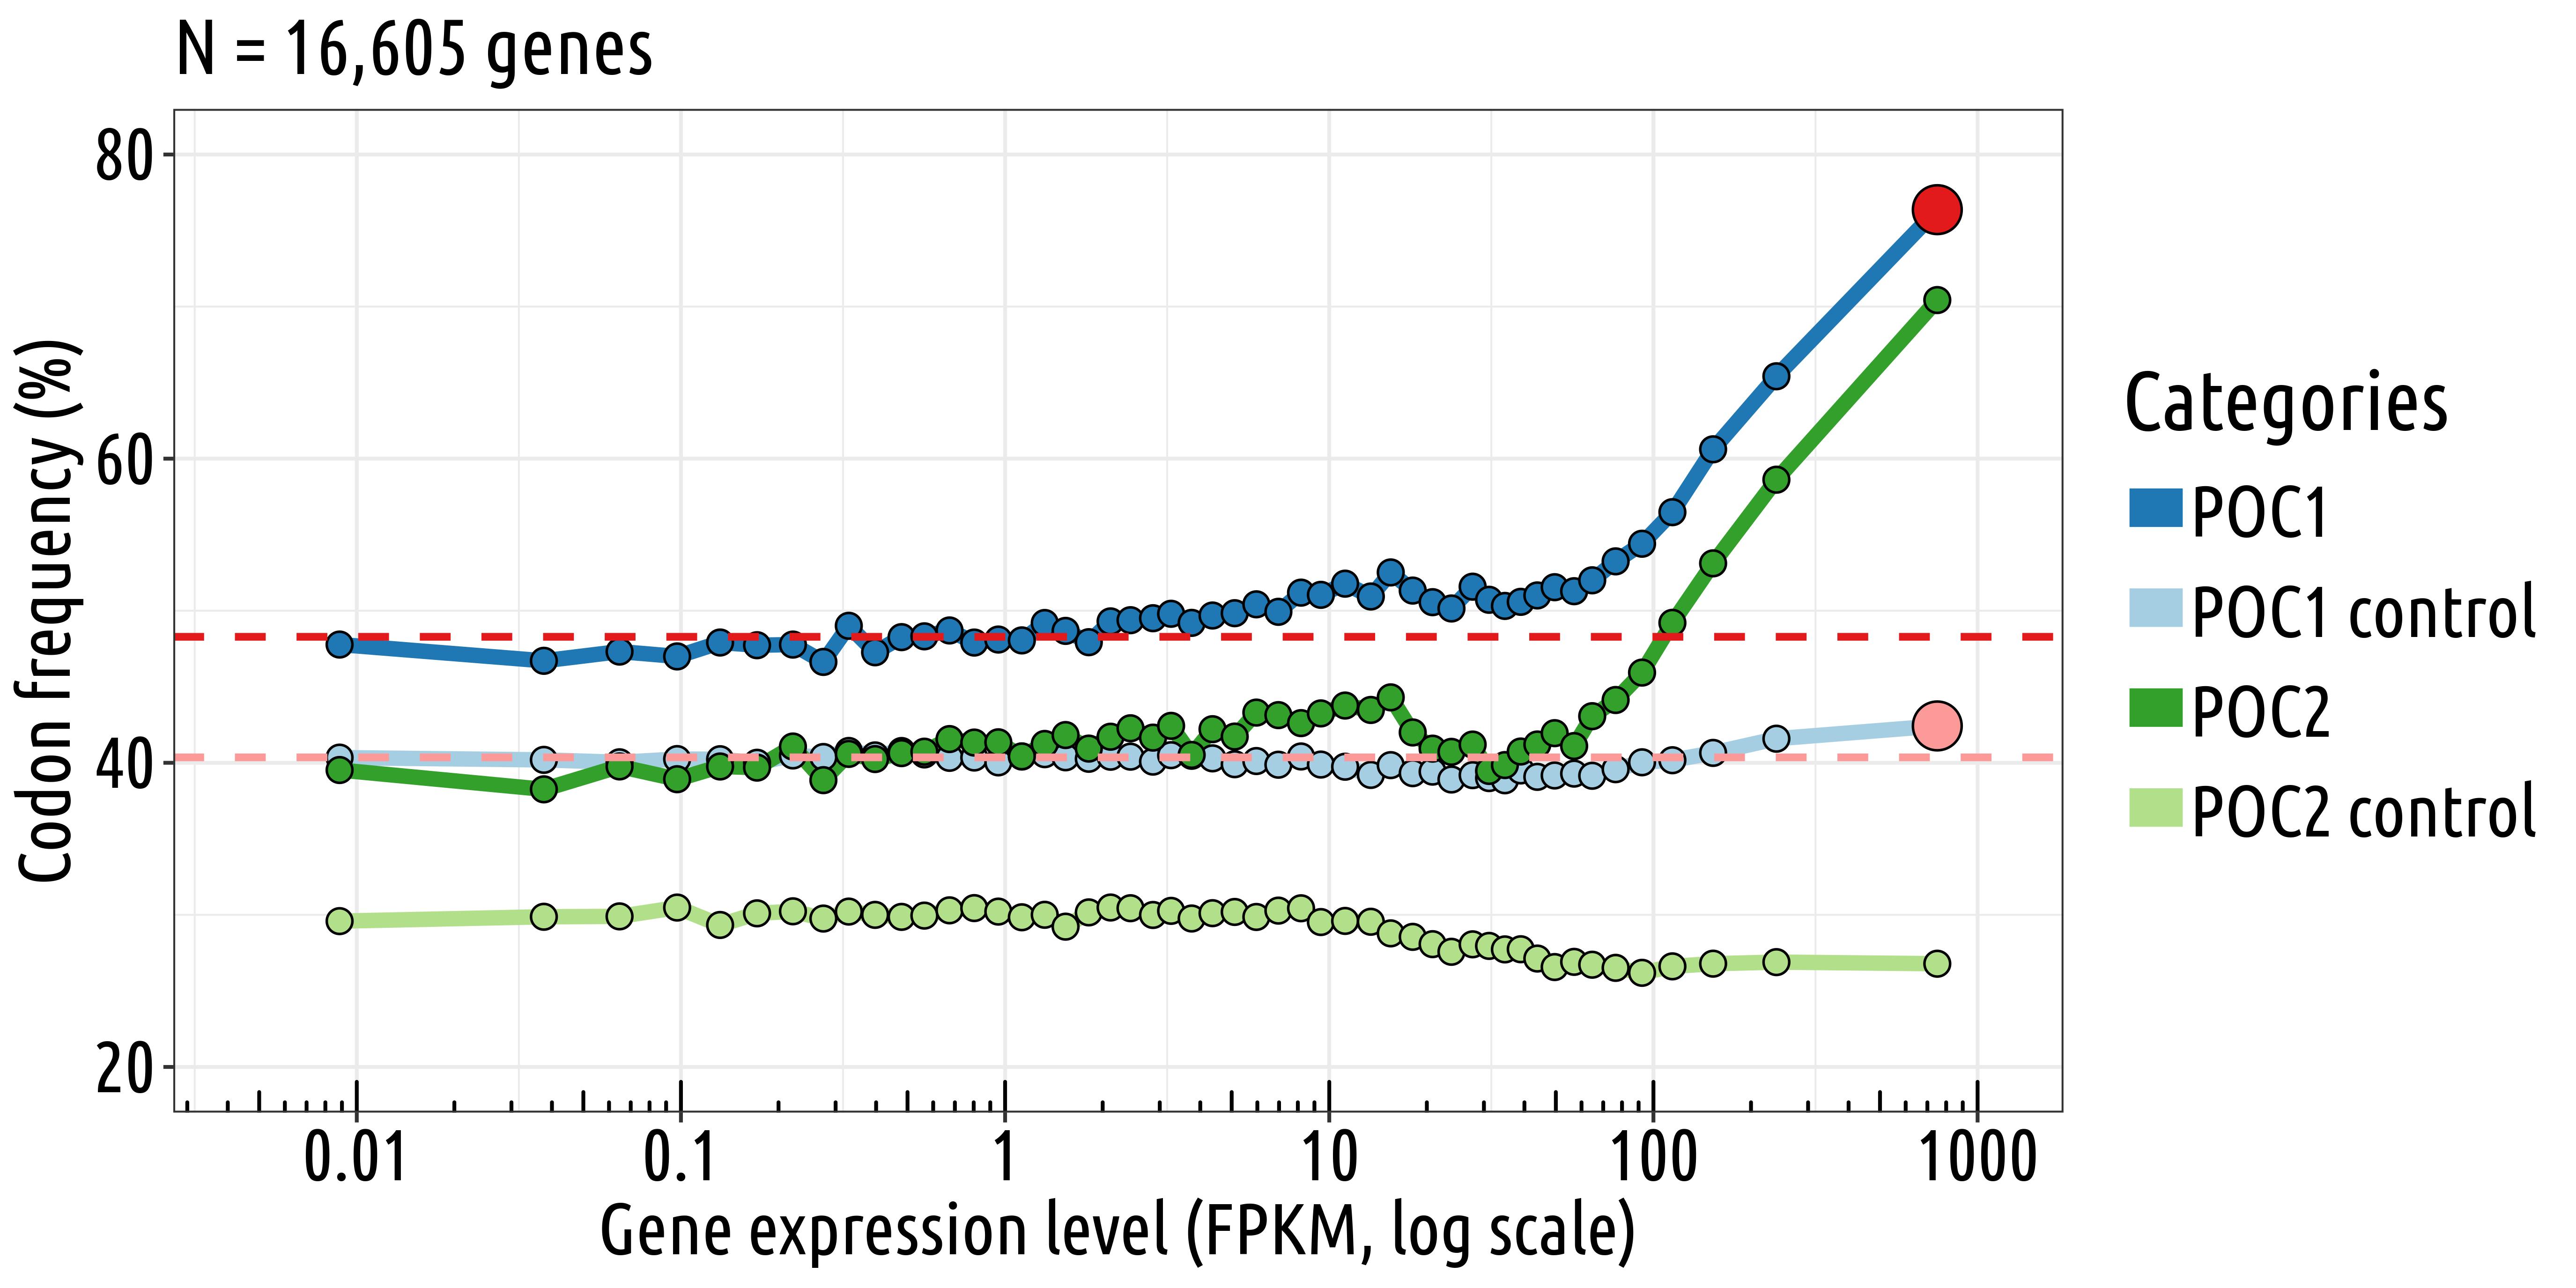 N = 16,605 genes
Codon frequency (%)
80
60
40
20
0.01 0.1 1 10 100 1000
Gene expression level (FPKM, log scale)
Categories
POC1
POC1 control
POC2
POC2 control